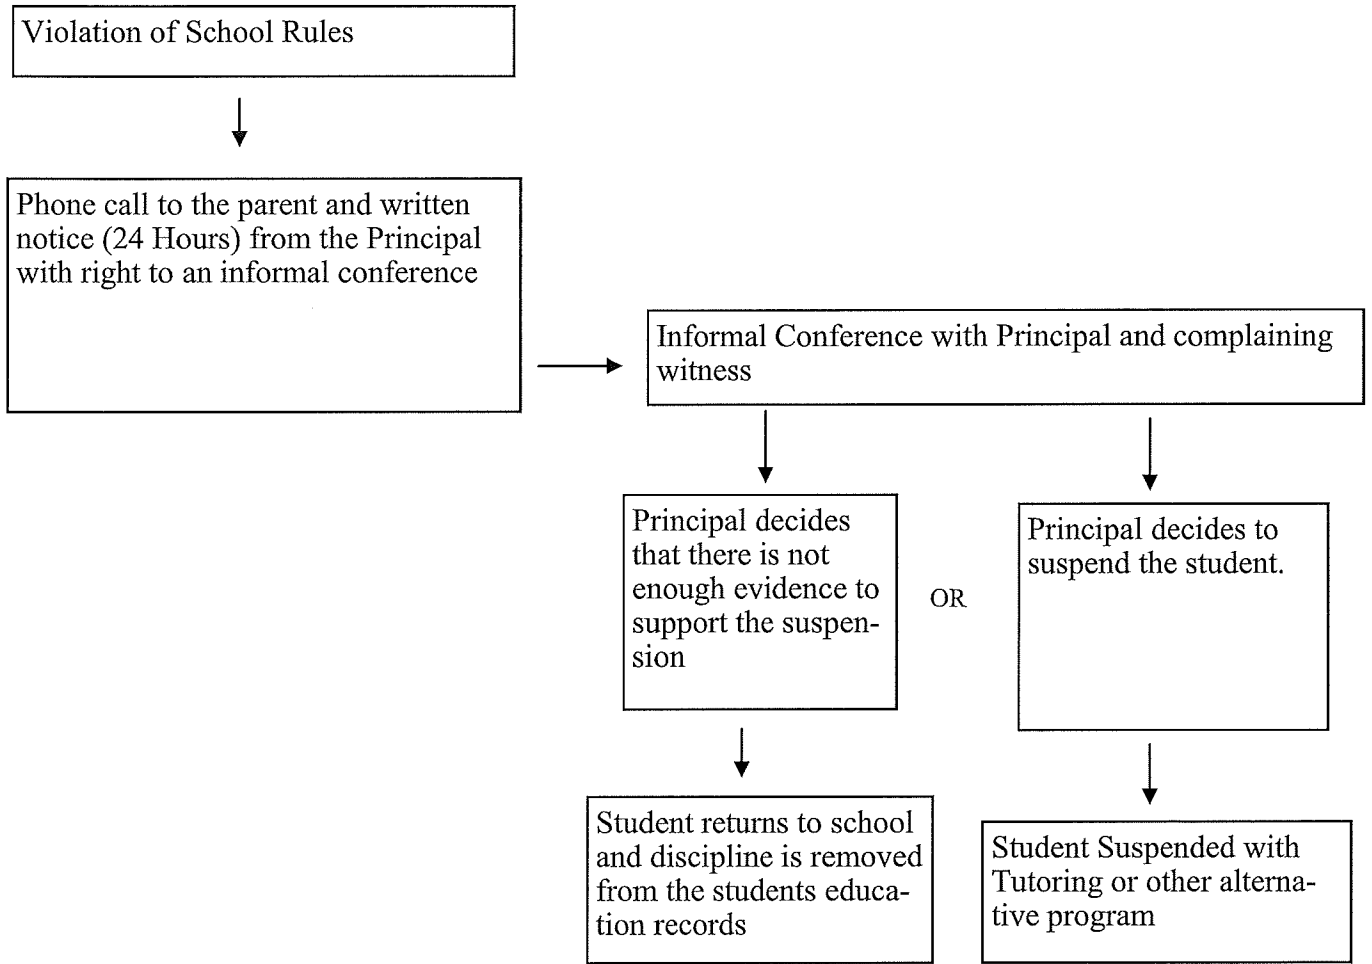 Violation of School Rules
Phone call to the parent and written
notice (24 Hours) from the Principal
with right to an informal conference
Informal Conference with Principal and complaining
witness
Principal decides
that there is not
enough evidence to
support the suspen-
sion
OR
Principal decides to
suspend the student.
Student returns to school
and discipline is removed
from the students educa-
tion records
Student Suspended with
Tutoring or other alterna-
tive program